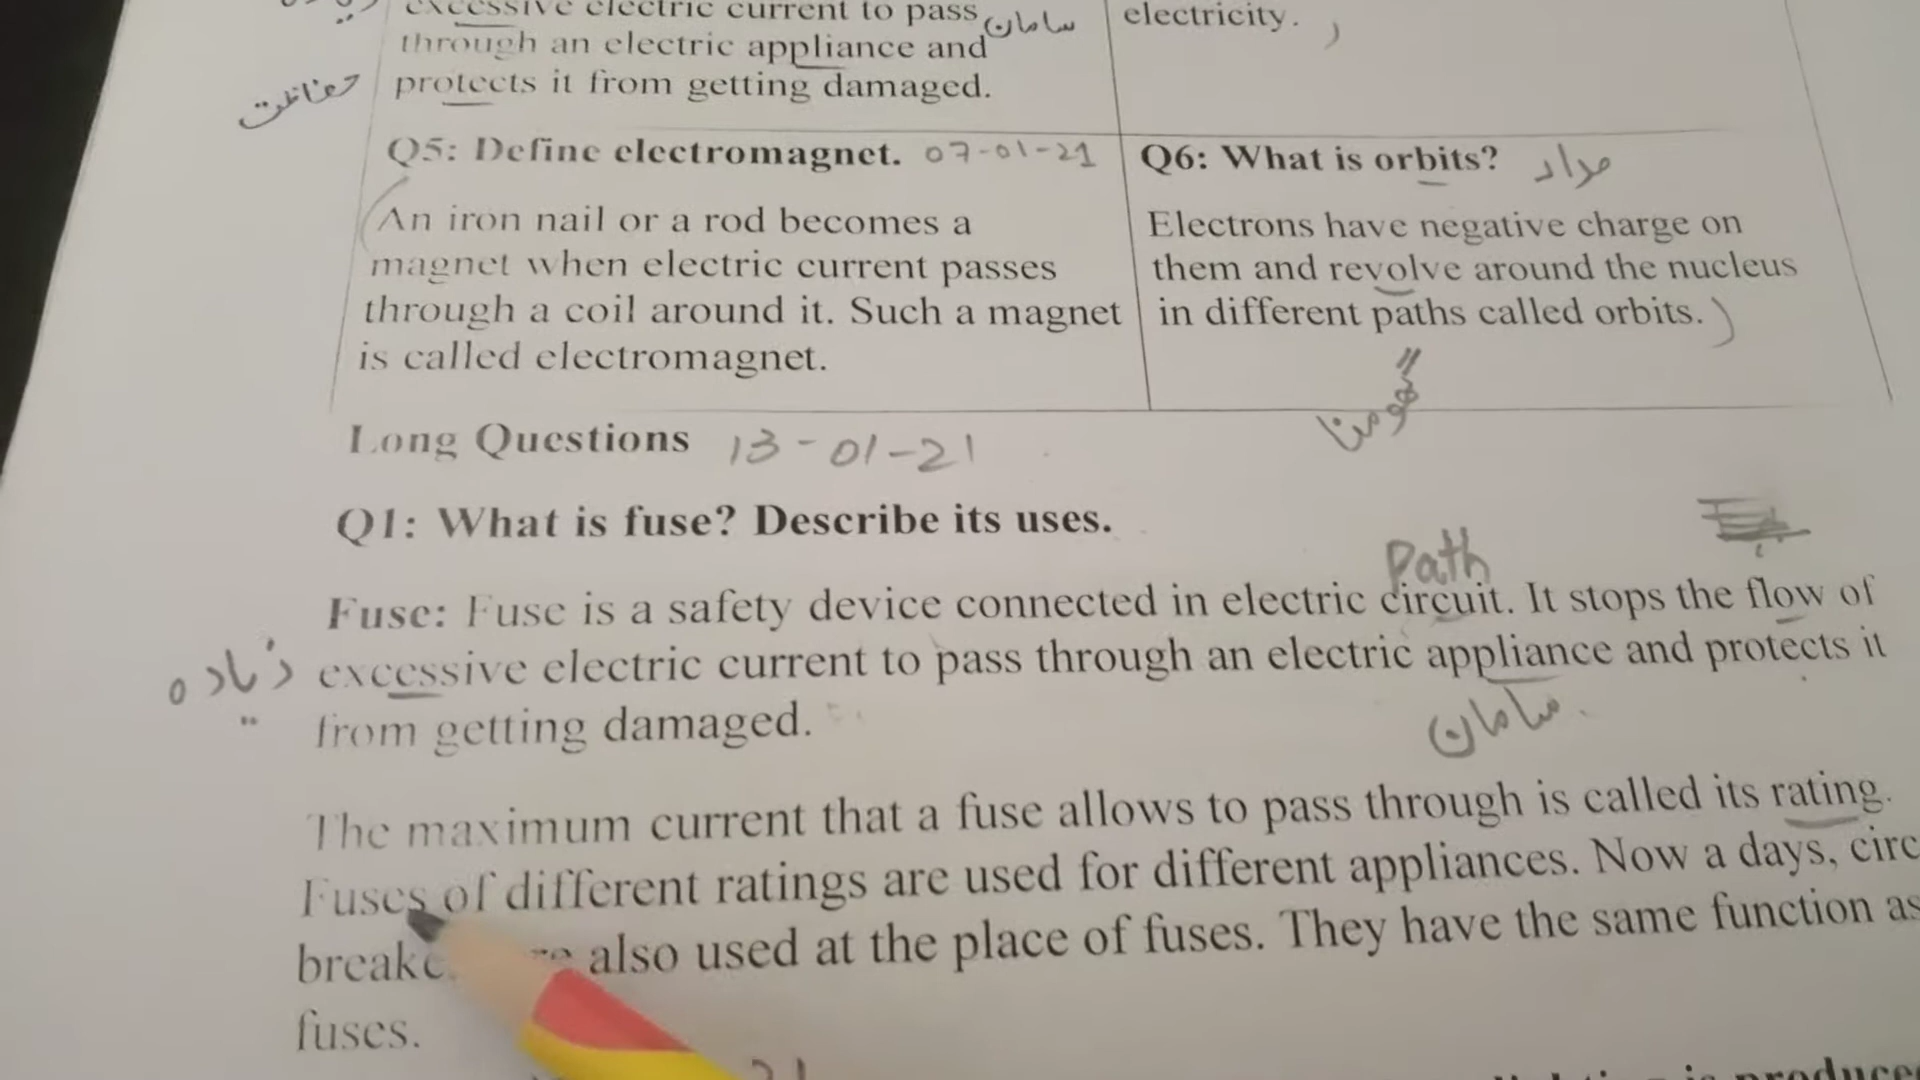 excessive electric current to pass سامان
through an electric appliance and
حفاظت protects it from getting damaged.
electricity.
Q5: Define electromagnet. 07-01-21
An iron nail or a rod becomes a
magnet when electric current passes
through a coil around it. Such a magnet
is called electromagnet.
Q6: What is orbits? مدار
Electrons have negative charge on
them and revolve around the nucleus
in different paths called orbits.
گھومنا
Long Questions 13-01-21
Q1: What is fuse? Describe its uses.
Path
Fuse: Fuse is a safety device connected in electric circuit. It stops the flow of
زیادہ excessive electric current to pass through an electric appliance and protects it
from getting damaged.
سامان
The maximum current that a fuse allows to pass through is called its rating.
Fuses of different ratings are used for different appliances. Now a days, circ
also used at the place of fuses. They have the same function as
fuses.